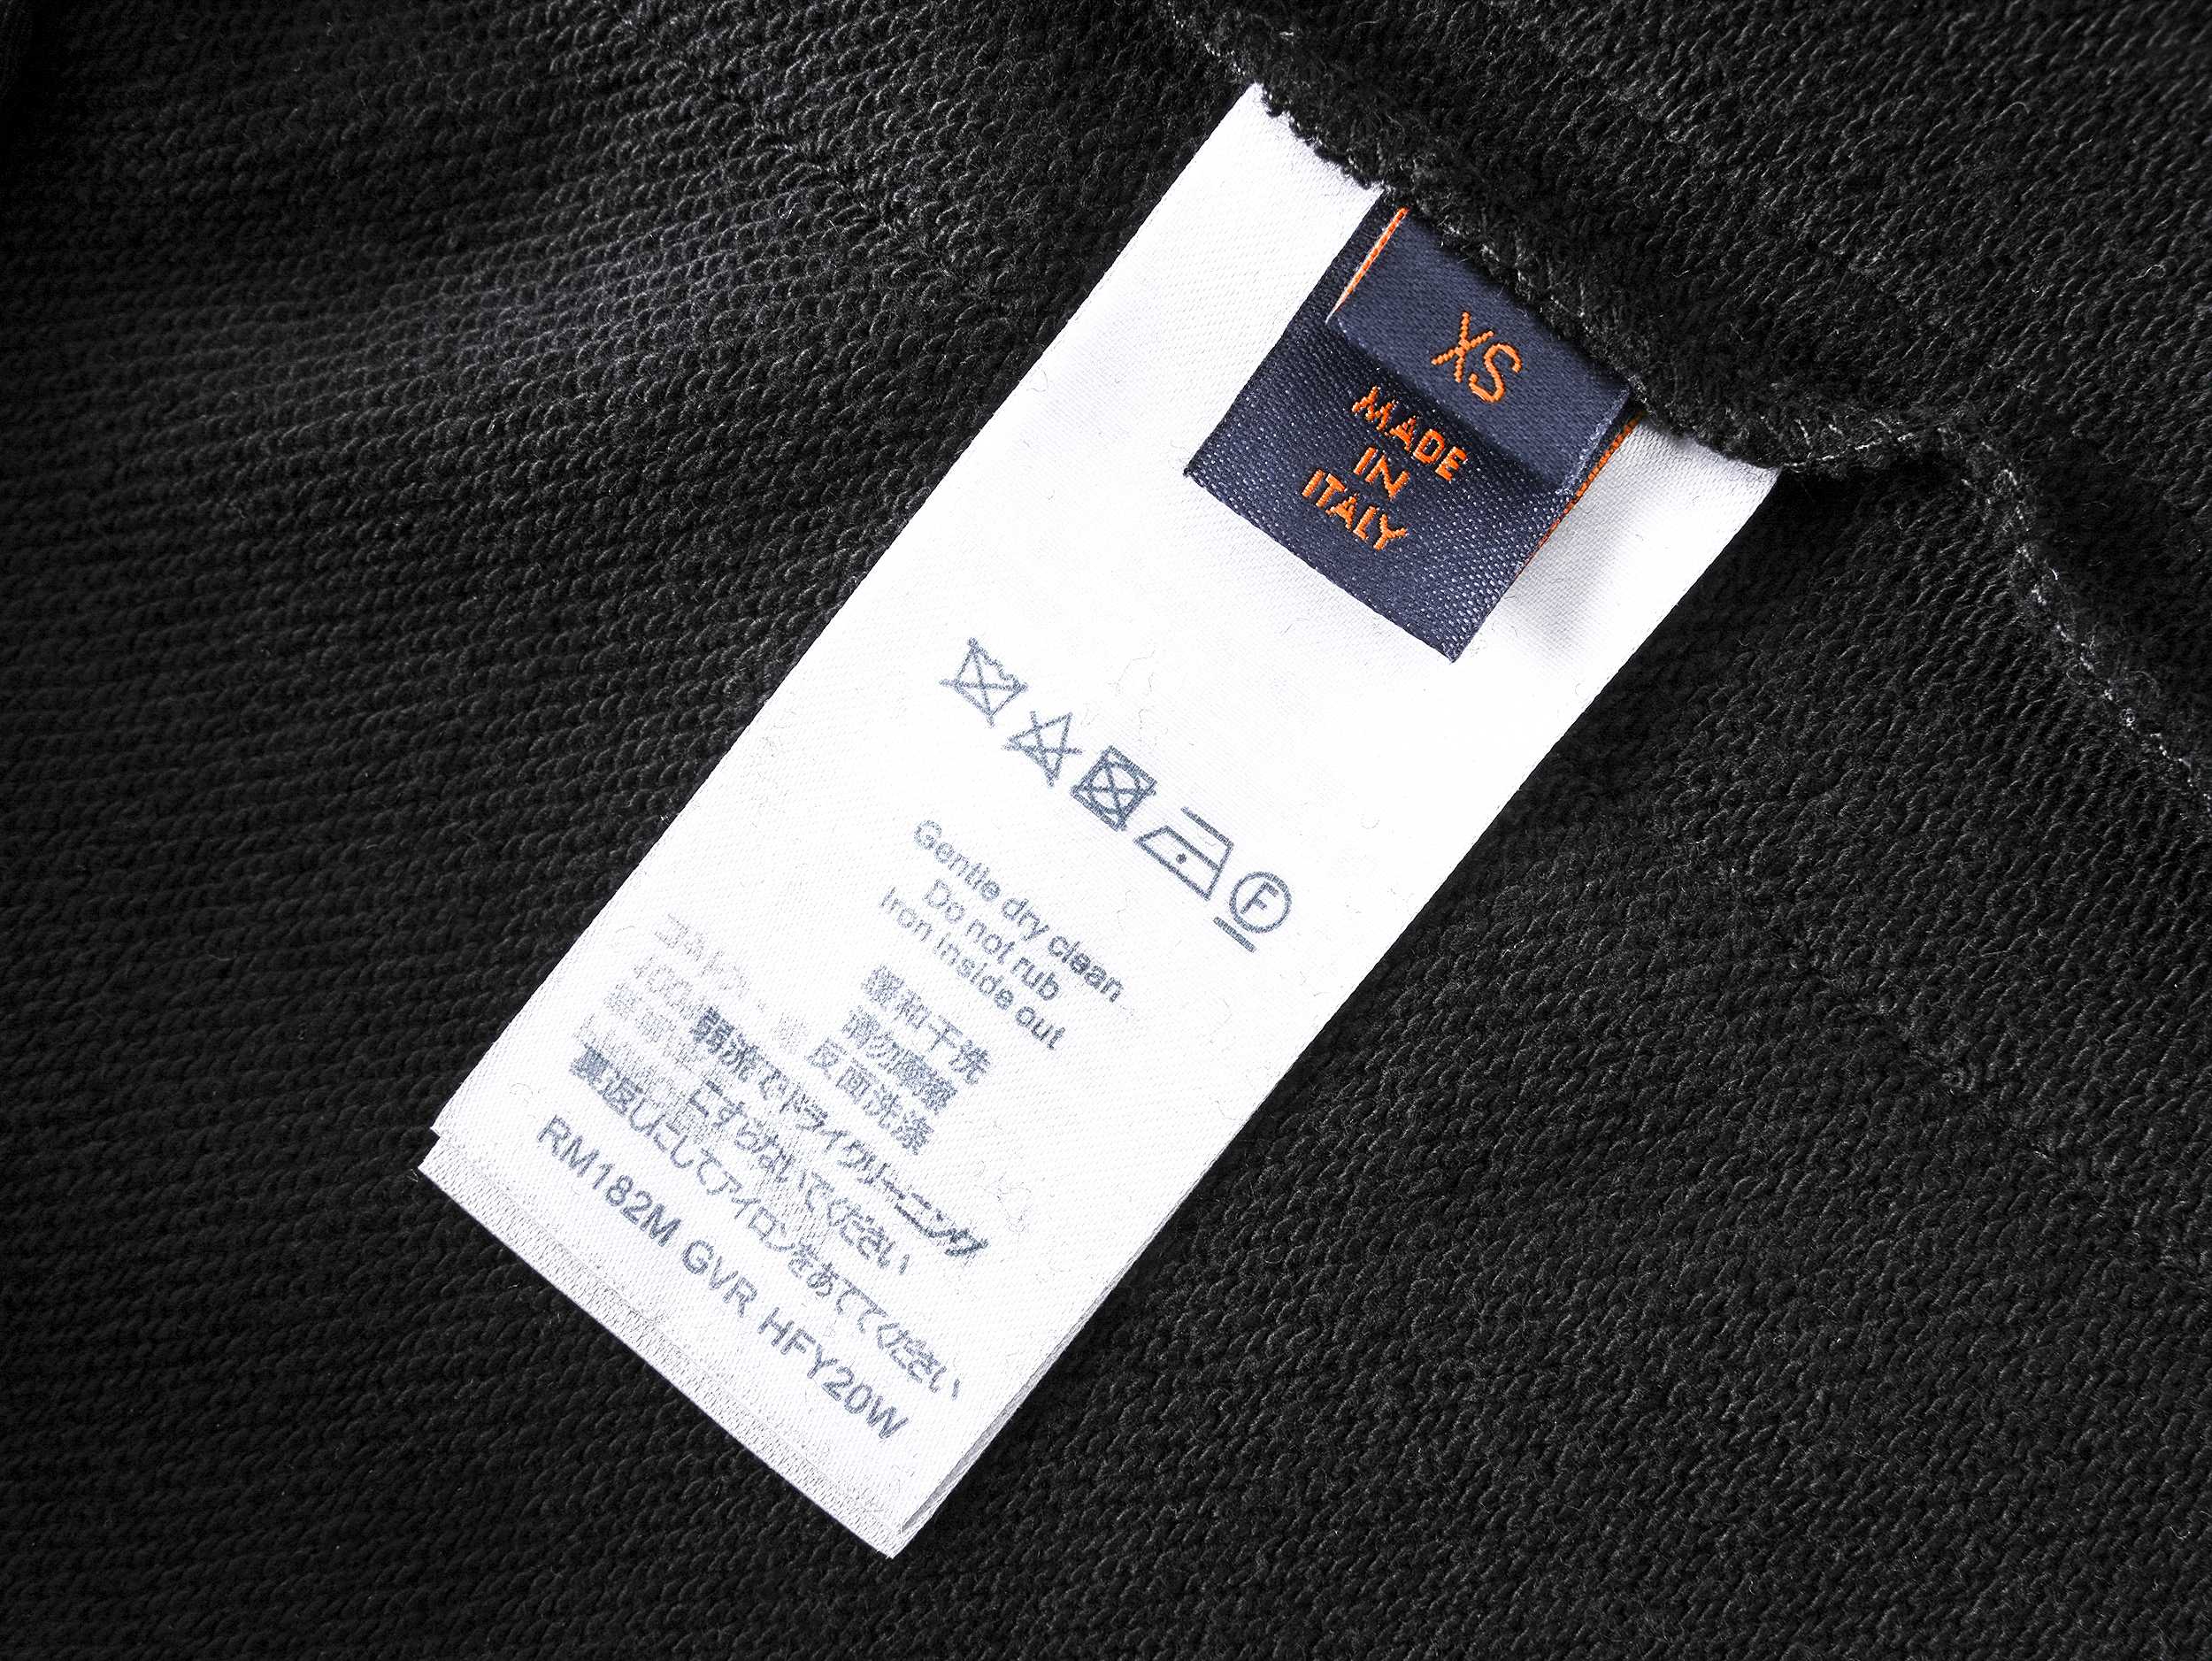 XS
MADE
IN
ITALY
F
Gentle dry clean
Do not rub
Iron inside out
緩和干洗
请勿摩擦
反面洗涤
弱流でドライクリーニング
こすらないでください
裏返しにしてアイロンをあててください
RM182M GVR HFY20W